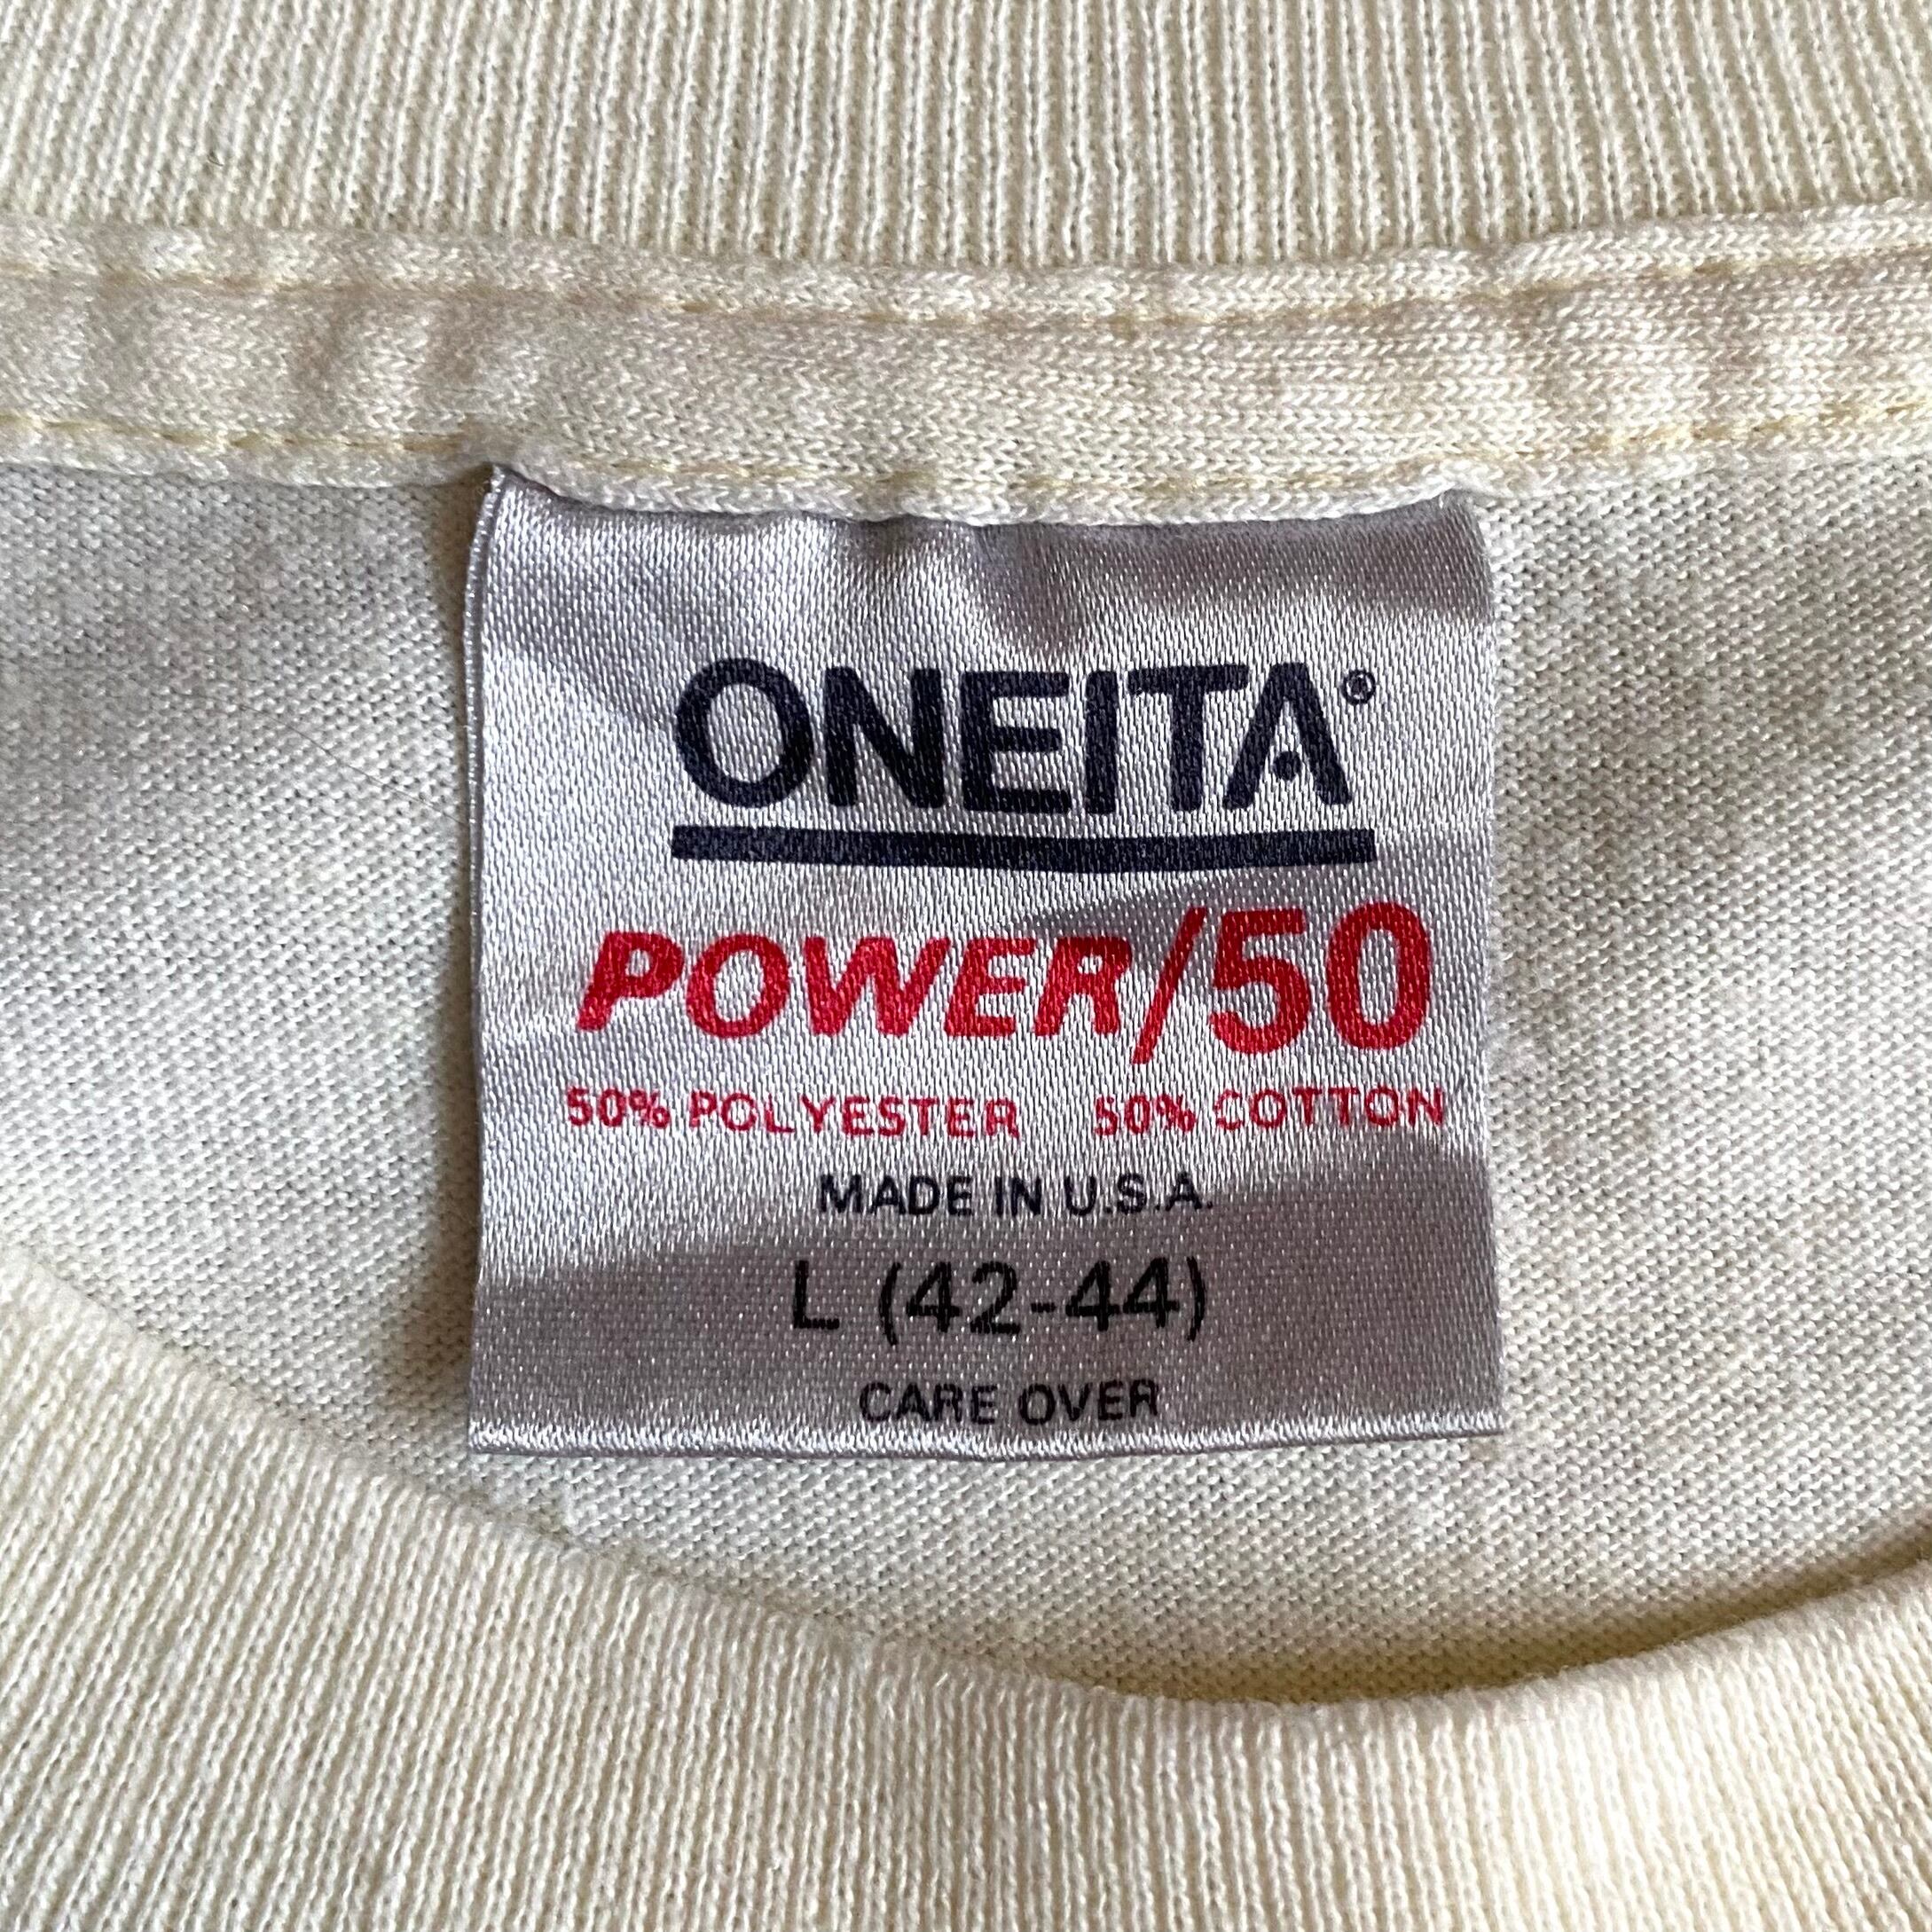 ONEITA®
POWER/50
50% POLYESTER 50% COTTON
MADE IN U.S.A.
L (42-44)
CARE OVER